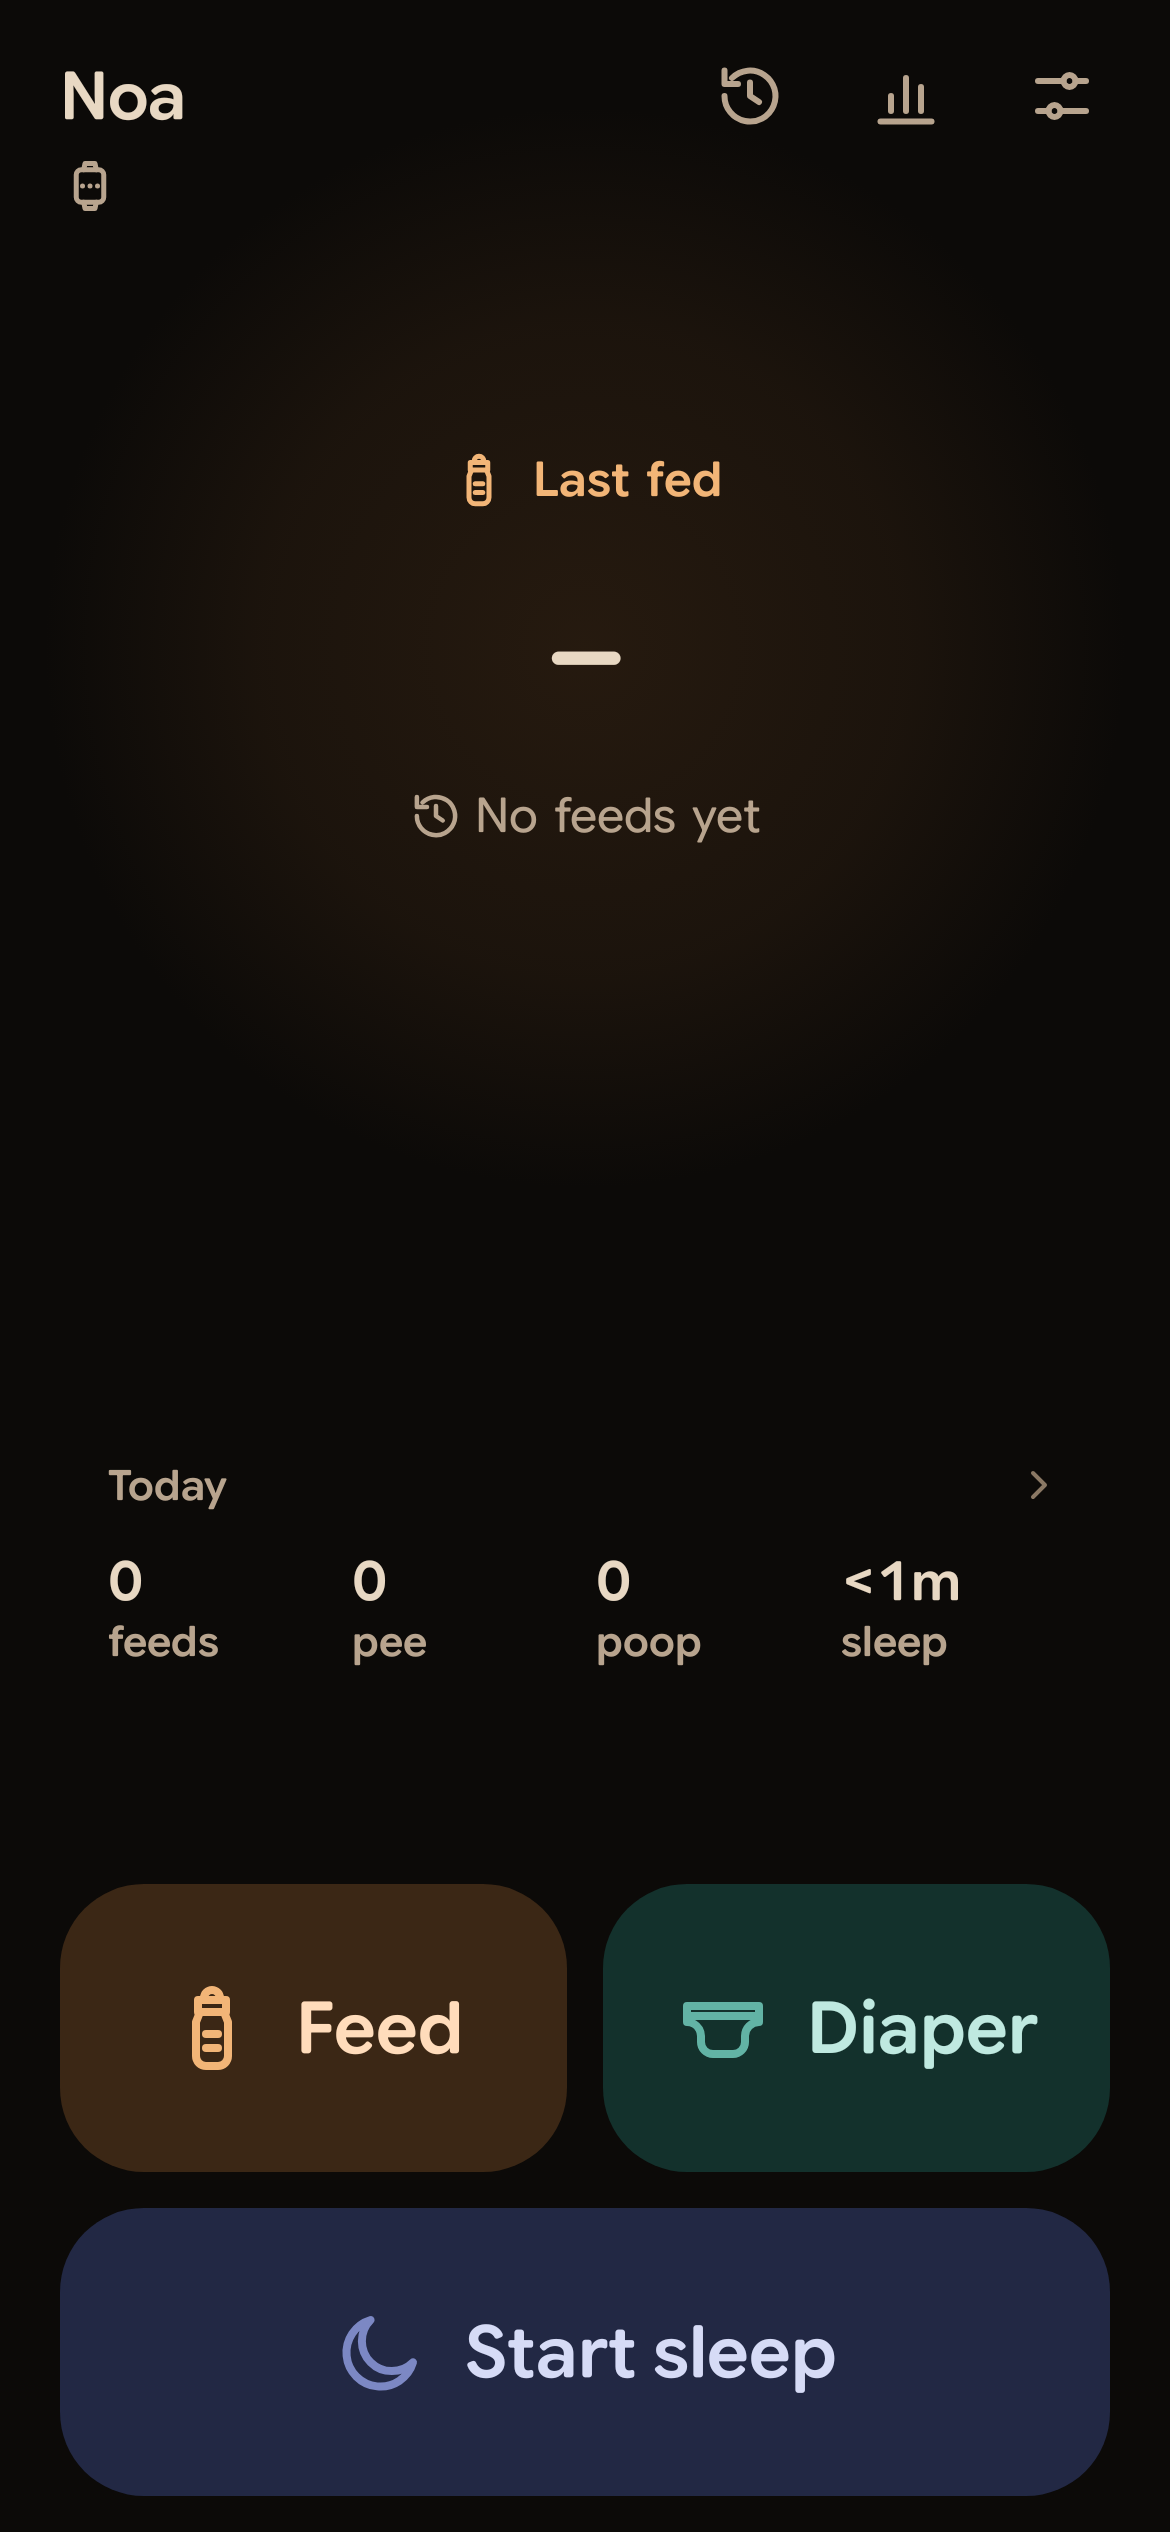 Noa
Last fed
–
No feeds yet
Today
0
feeds
0
pee
0
poop
<1m
sleep
Feed
Diaper
Start sleep